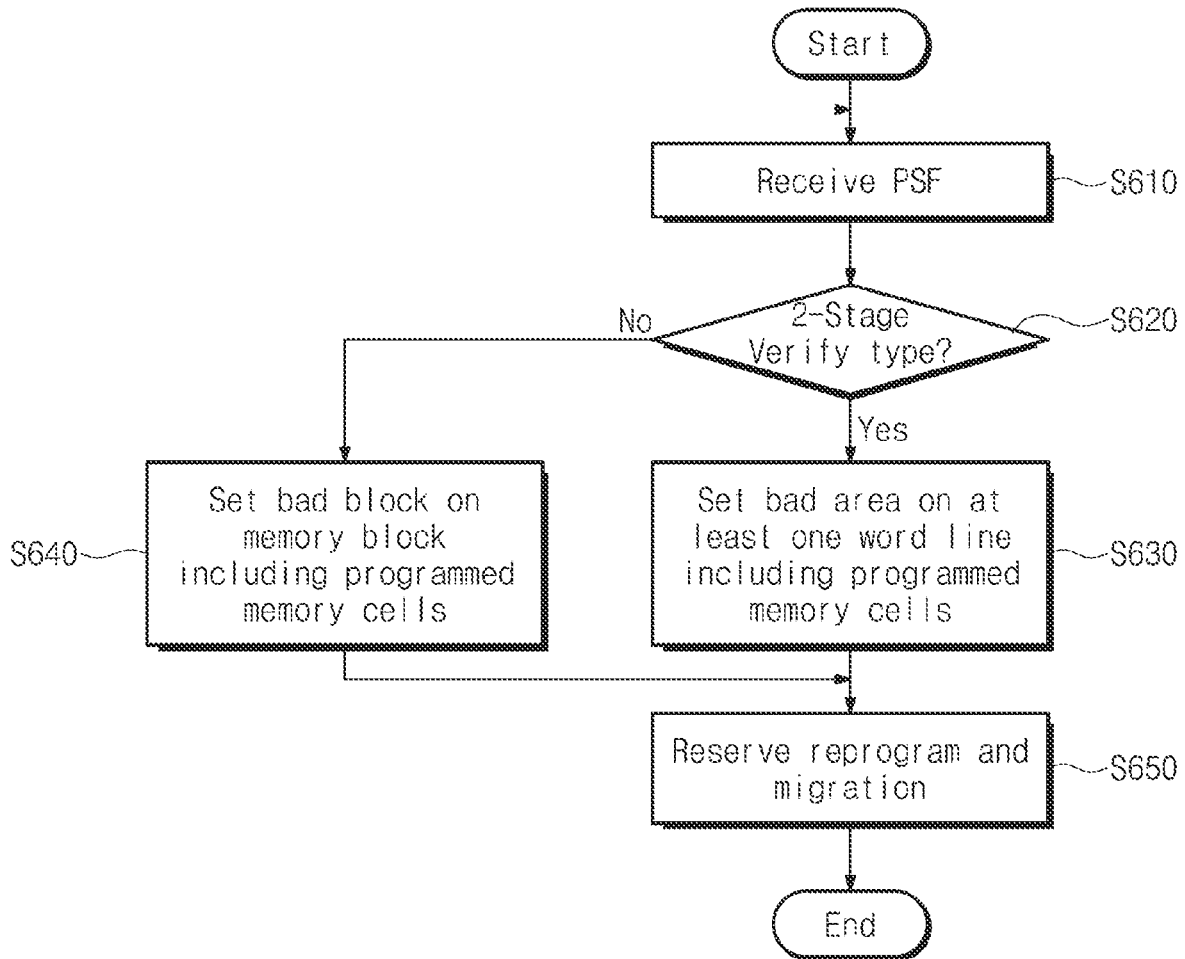 Start
Receive PSF
S610
2-Stage
Verify type?
S620
No
Yes
Set bad block on
memory block
including programmed
memory cells
S640
Set bad area on at
least one word line
including programmed
memory cells
S630
Reserve reprogram and
migration
S650
End